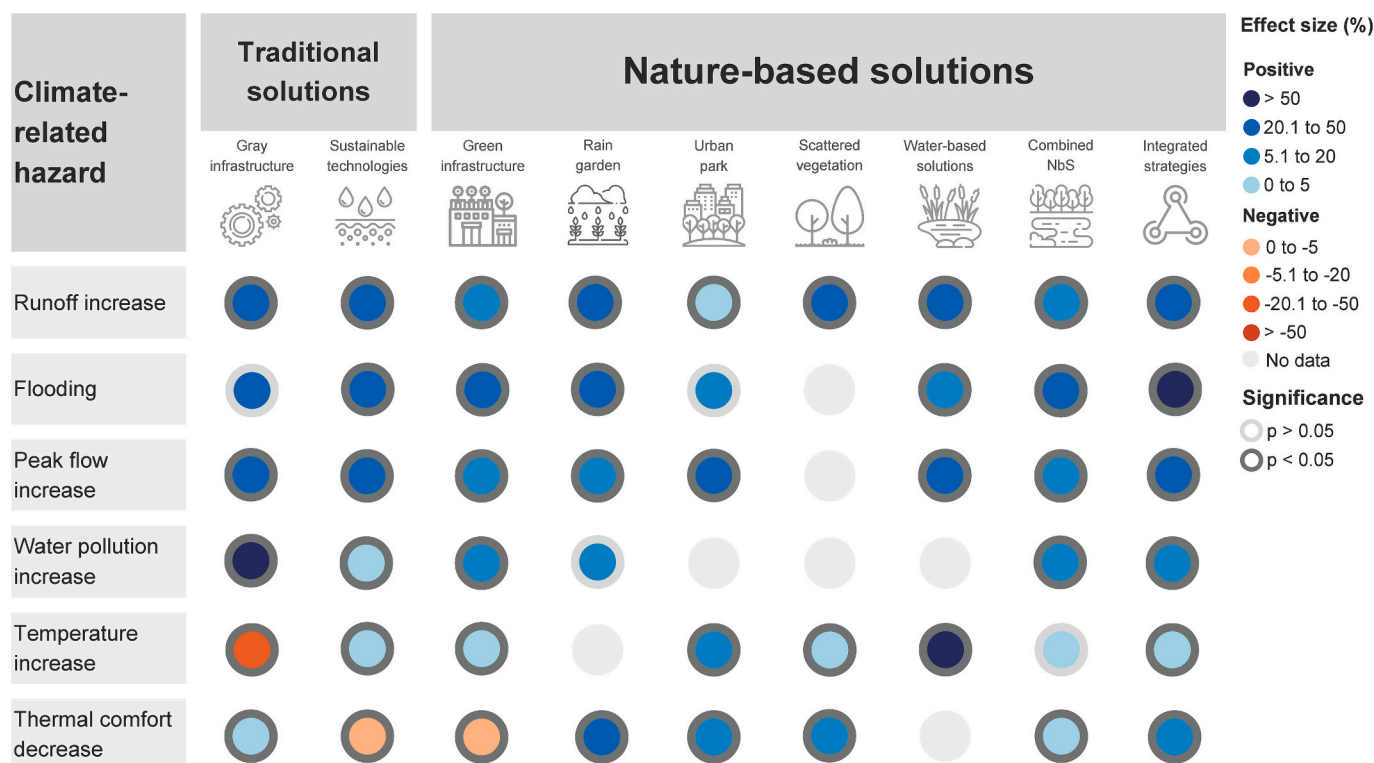 Climate-
related
hazard
Traditional
solutions
Nature-based solutions
Gray
infrastructure
Sustainable
technologies
Green
infrastructure
Rain
garden
Urban
park
Scattered
vegetation
Water-based
solutions
Combined
NbS
Integrated
strategies
Runoff increase
Flooding
Peak flow
increase
Water pollution
increase
Temperature
increase
Thermal comfort
decrease
Effect size (%)
Positive
> 50
20.1 to 50
5.1 to 20
0 to 5
Negative
0 to -5
-5.1 to -20
-20.1 to -50
> -50
No data
Significance
p > 0.05
p < 0.05